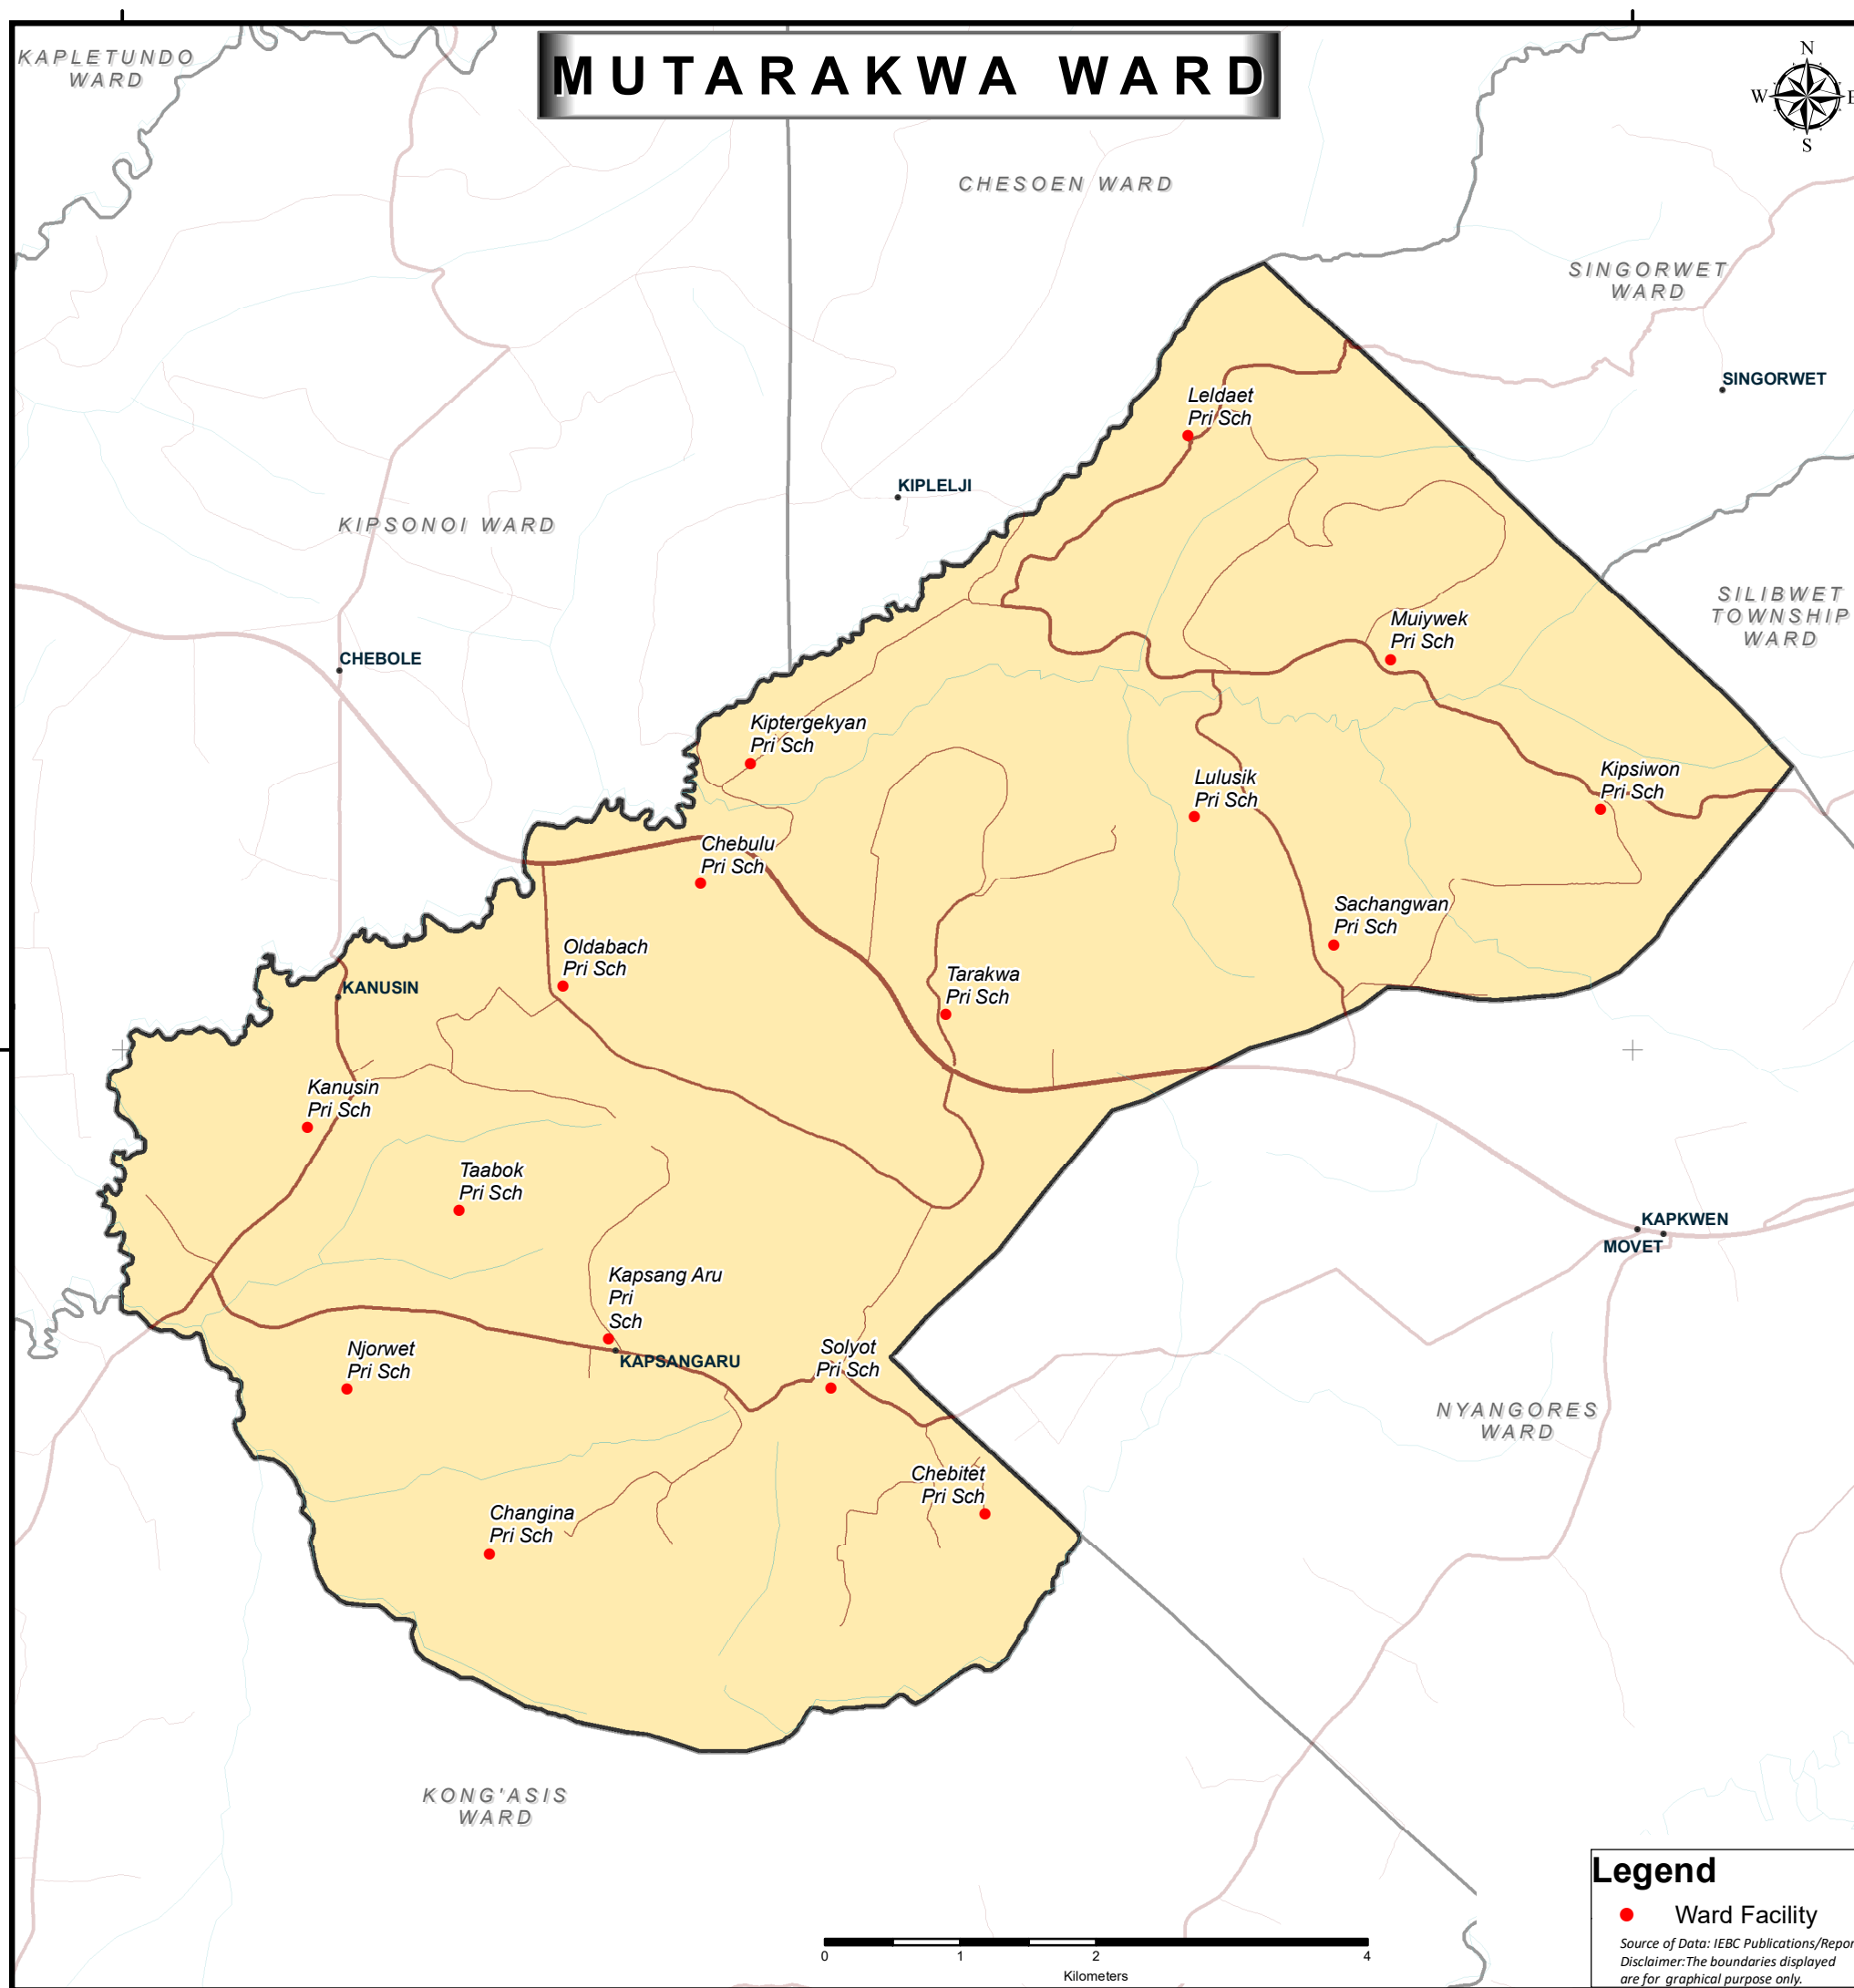 MUTARAKWA WARD
KAPLETUNDO
WARD
N
W
E
S
CHESOEN WARD
SINGORWET
WARD
SINGORWET
Leldaet
Pri Sch
KIPLELJI
KIPSONOI WARD
SILIBWET
TOWNSHIP
WARD
Muiywek
Pri Sch
CHEBOLE
Kiptergekyan
Pri Sch
Lulusik
Pri Sch
Kipsiwon
Pri Sch
Chebulu
Pri Sch
Sachangwan
Pri Sch
Oldabach
Pri Sch
Tarakwa
Pri Sch
KANUSIN
Kanusin
Pri Sch
Taabok
Pri Sch
KAPKWEN
MOVET
Kapsang Aru
Pri
Sch
KAPSANGARU
Njorwet
Pri Sch
Solyot
Pri Sch
NYANGORES
WARD
Chebitet
Pri Sch
Changina
Pri Sch
KONG'ASIS
WARD
Legend
Ward Facility
Source of Data: IEBC Publications/Repor
Disclaimer:The boundaries displayed
are for graphical purpose only.
0 1 2 4
Kilometers